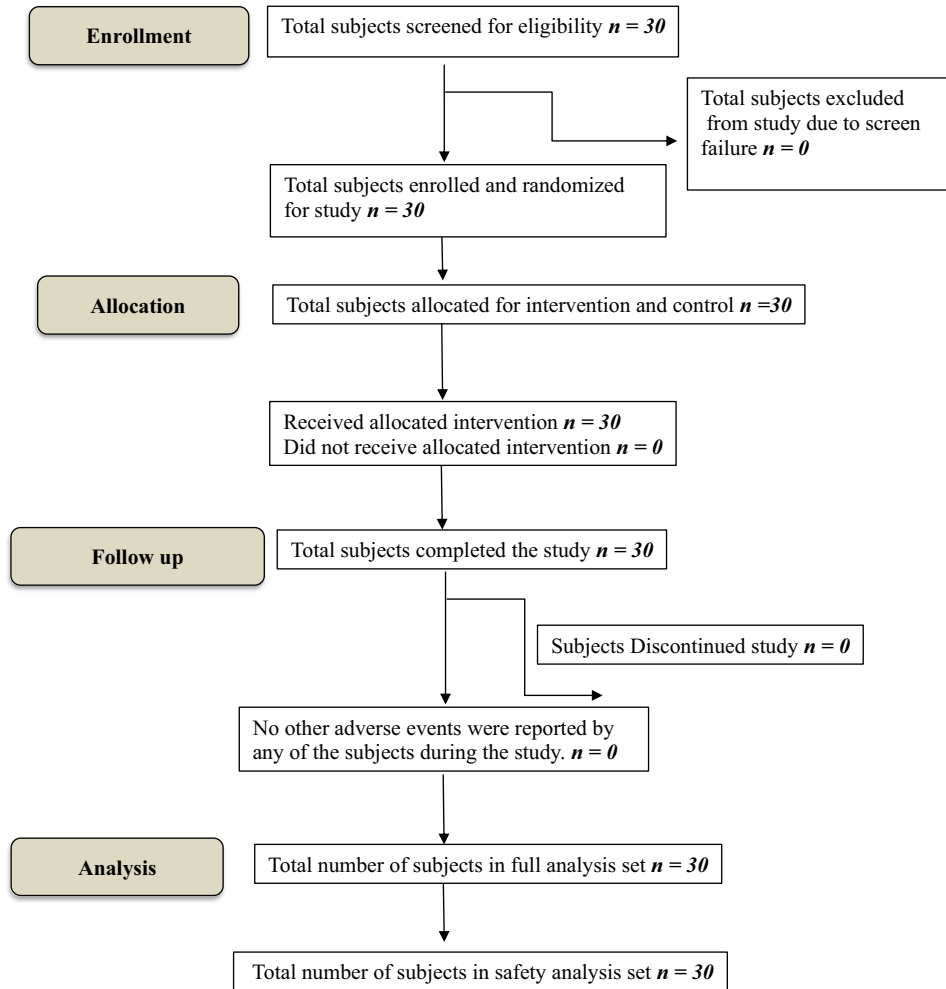 Enrollment
Total subjects screened for eligibility n = 30
Total subjects excluded
from study due to screen
failure n = 0
Total subjects enrolled and randomized
for study n = 30
Allocation
Total subjects allocated for intervention and control n =30
Received allocated intervention n = 30
Did not receive allocated intervention n = 0
Follow up
Total subjects completed the study n = 30
Subjects Discontinued study n = 0
No other adverse events were reported by
any of the subjects during the study. n = 0
Analysis
Total number of subjects in full analysis set n = 30
Total number of subjects in safety analysis set n = 30